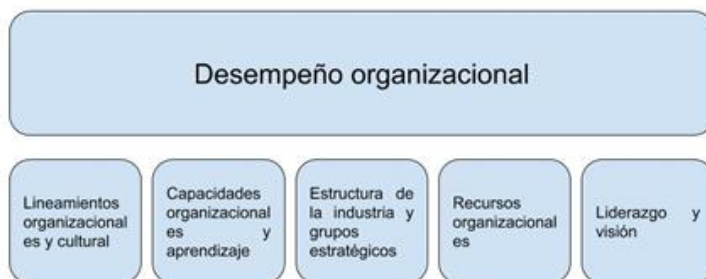 Desempeño organizacional
Lineamientos
organizacional
es y cultural
Capacidades
organizacional
es y
aprendizaje
Estructura de
la industria y
grupos
estratégicos
Recursos
organizacional
es
Liderazgo y
visión